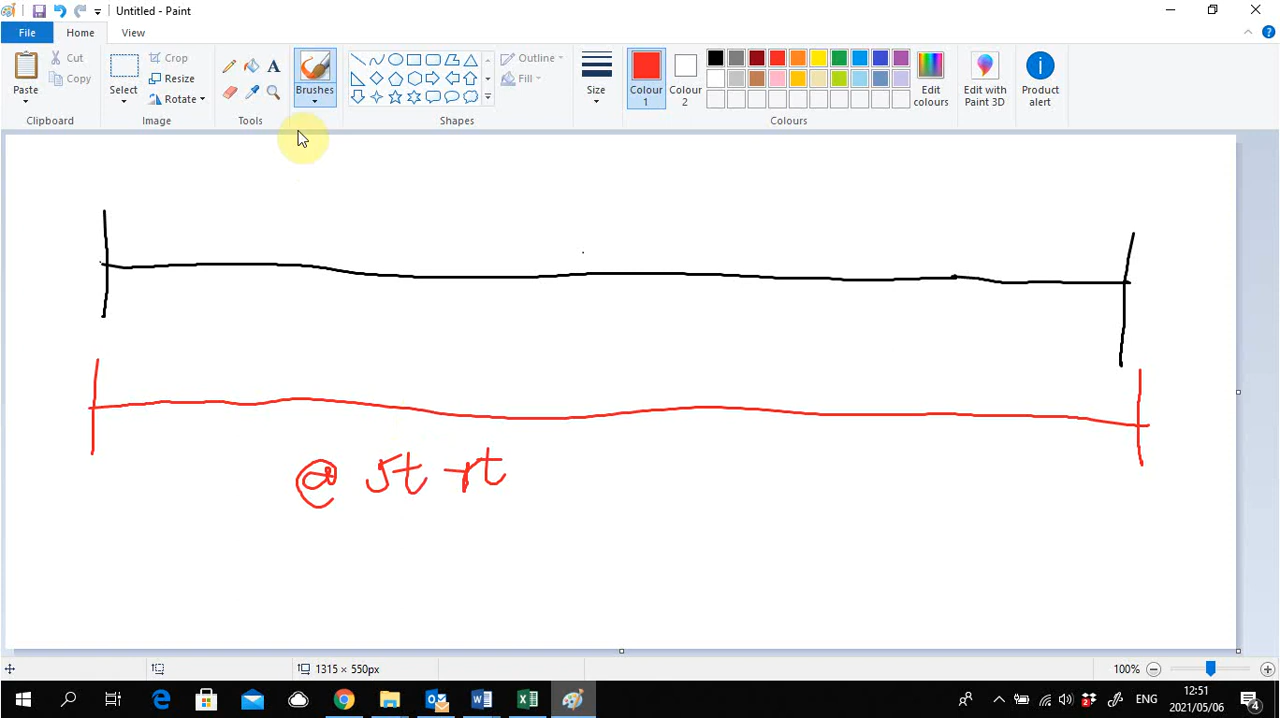 Untitled - Paint
File Home View
Paste Cut Copy
Clipboard
Select Crop Resize Rotate
Image
Tools
Brushes
Shapes
Outline Fill
Size
Colour 1 Colour 2
Edit colours
Colours
Edit with Paint 3D
Product alert
@ 5t
1315 × 550px
100%
ENG
12:51
2021/05/06
4